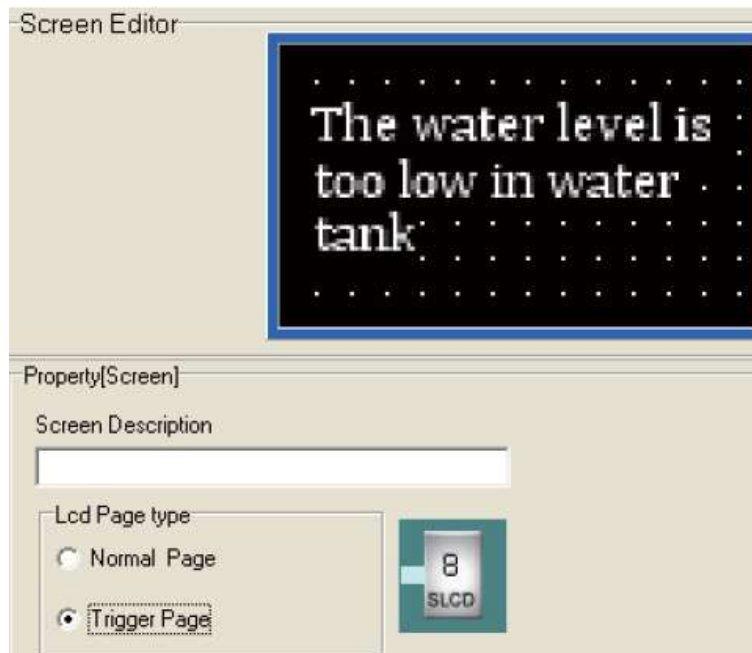 Screen Editor
The water level is
too low in water
tank
Property[Screen]
Screen Description
Lcd Page type
Normal Page
Trigger Page
8
SLCD